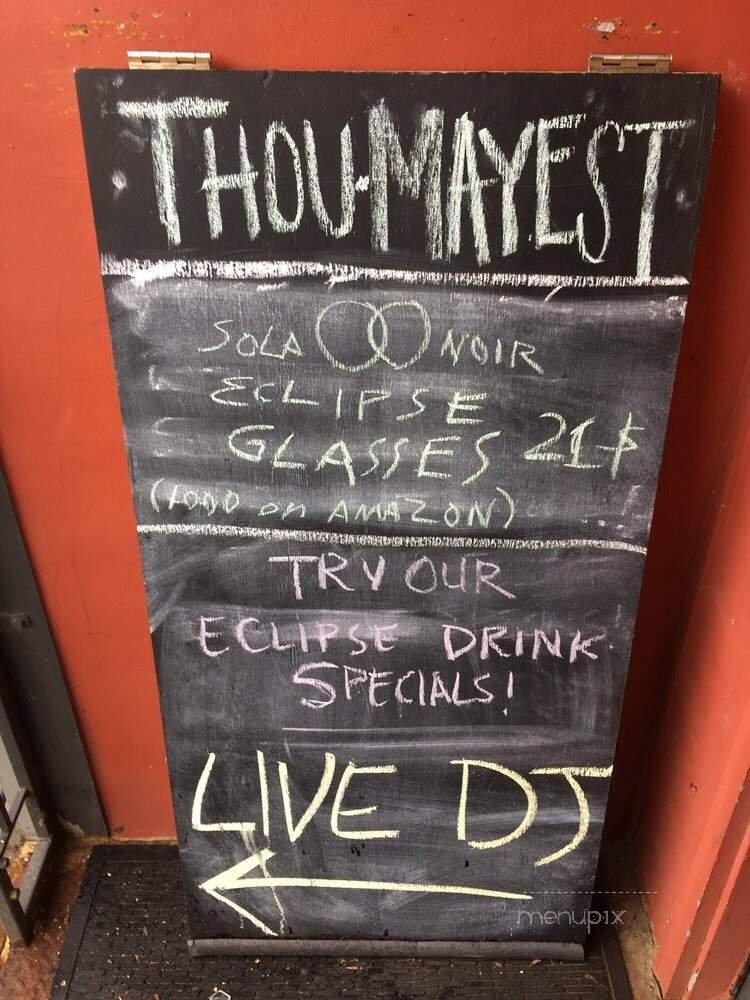 THOU-MAYEST
SOLA NOIR
ECLIPSE
GLASSES 21$
(1000 ON AMAZON)
TRY OUR
ECLIPSE DRINK
SPECIALS!
LIVE DJ
menupix